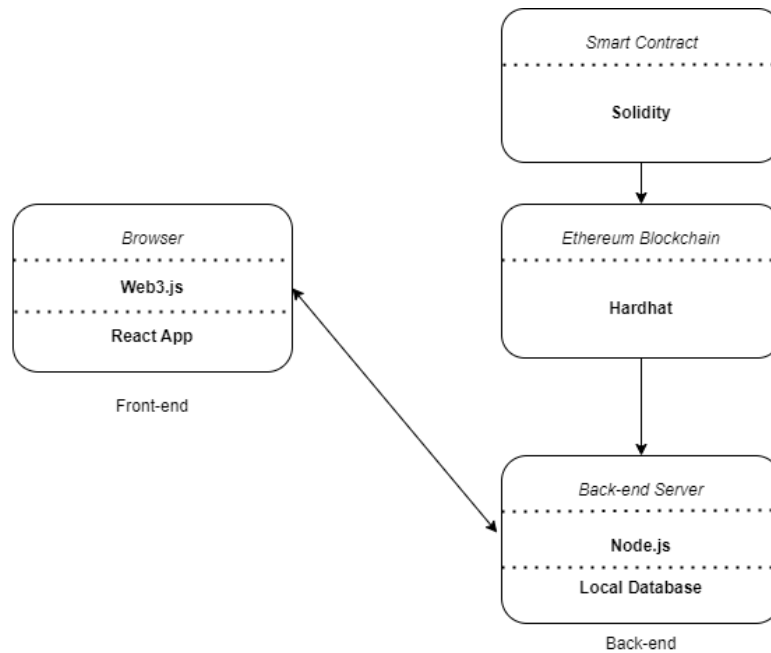 Smart Contract
Solidity
Ethereum Blockchain
Hardhat
Browser
Web3.js
React App
Front-end
Back-end Server
Node.js
Local Database
Back-end